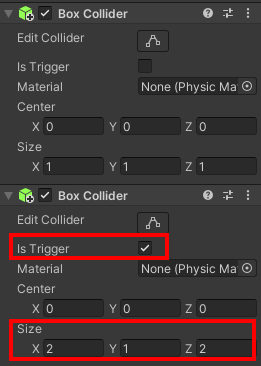 Box Collider
Edit Collider
Is Trigger
Material None (Physic Ma
Center
X 0 Y 0 Z 0
Size
X 1 Y 1 Z 1
Box Collider
Edit Collider
Is Trigger
Material None (Physic Ma
Center
X 0 Y 0 Z 0
Size
X 2 Y 1 Z 2